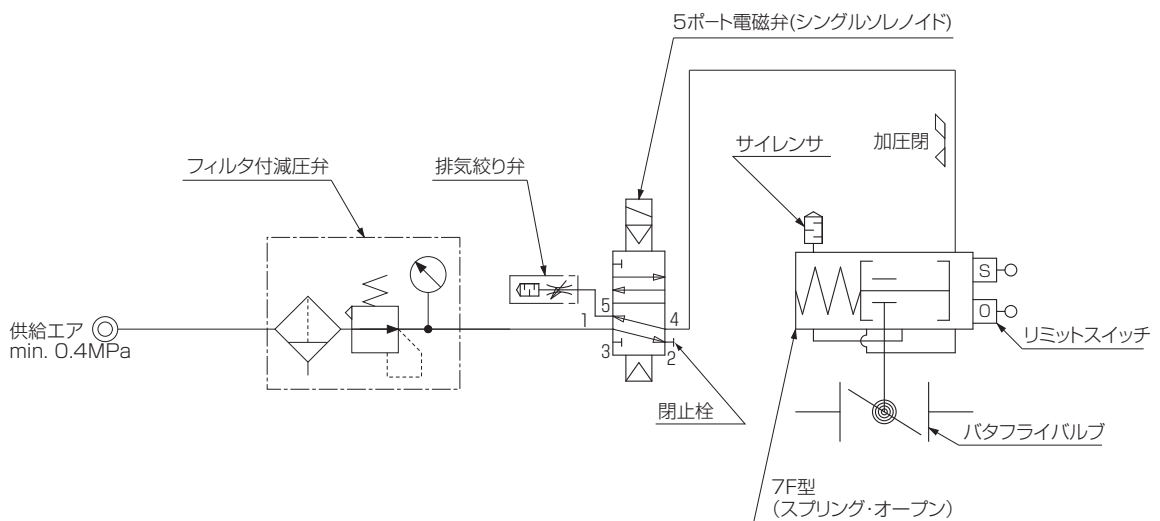 5ポート電磁弁(シングルソレノイド)
サイレンサ
加圧閉
フィルタ付減圧弁
排気絞り弁
S
5
1
4
O
供給エア
min. 0.4MPa
リミットスイッチ
3
2
閉止栓
バタフライバルブ
7F型
(スプリング・オープン)